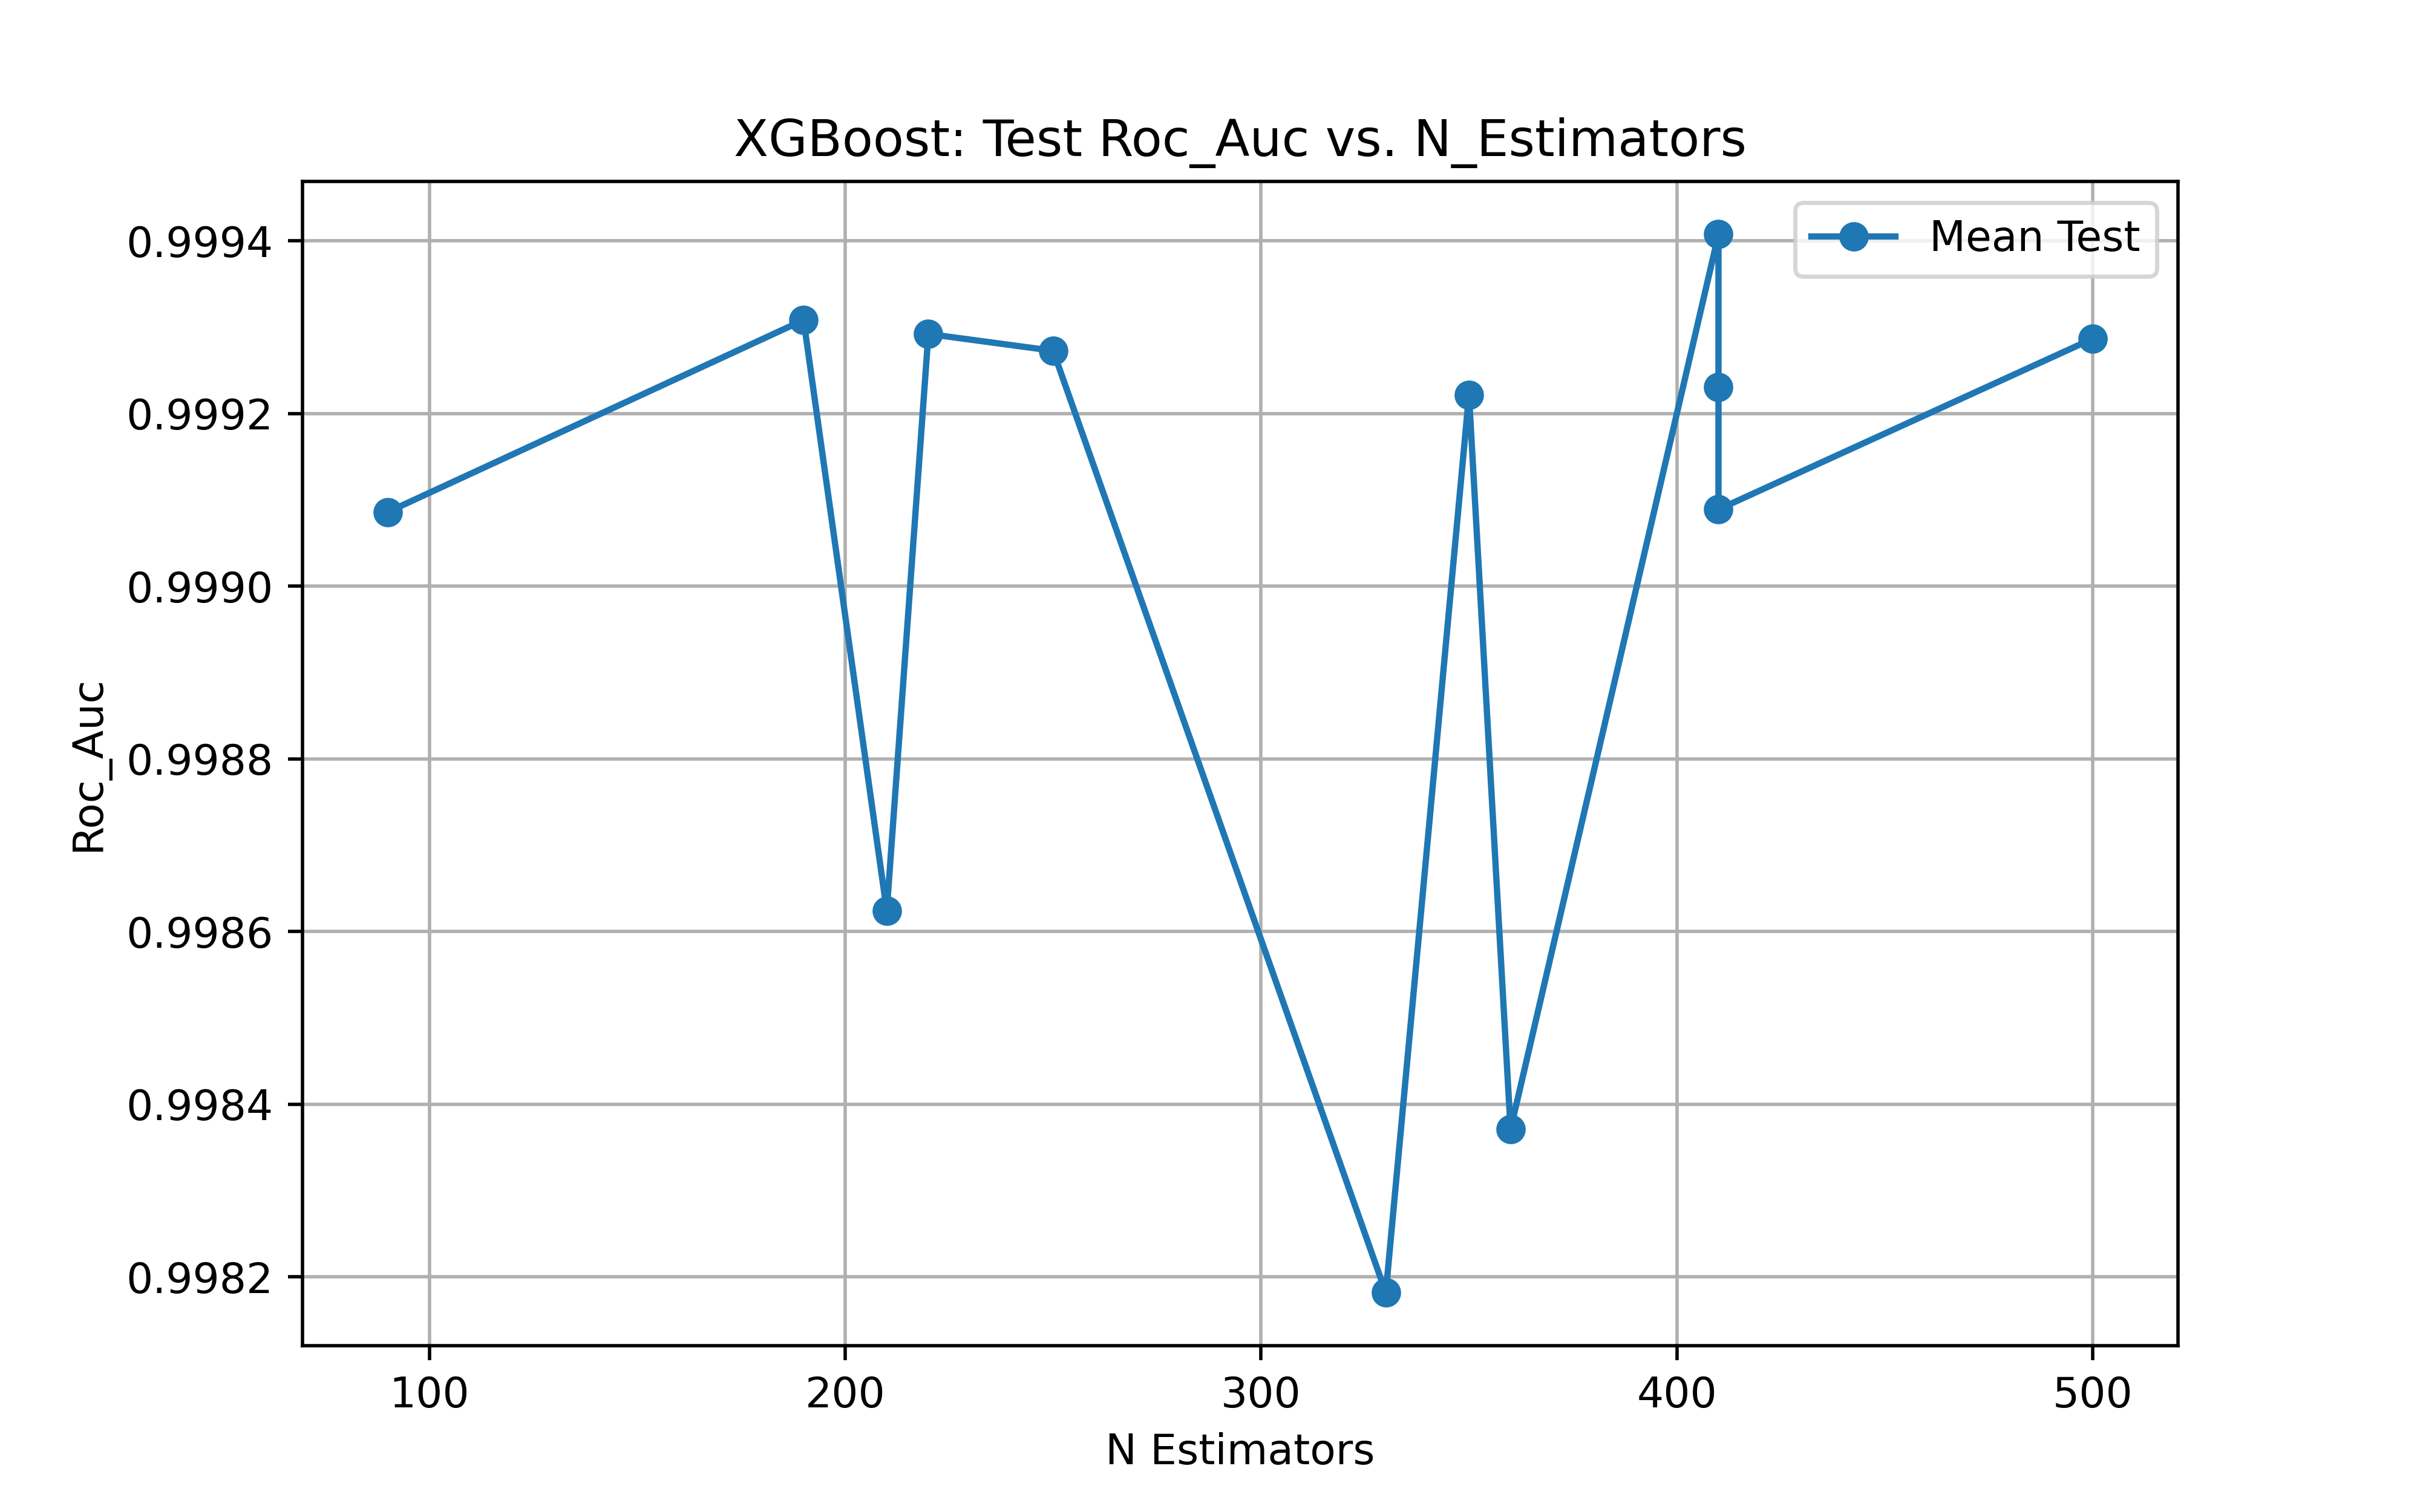 XGBoost: Test Roc_Auc vs. N_Estimators
Mean Test
0.9994
0.9992
0.9990
0.9988
0.9986
0.9984
0.9982
Roc_Auc
100 200 300 400 500
N Estimators